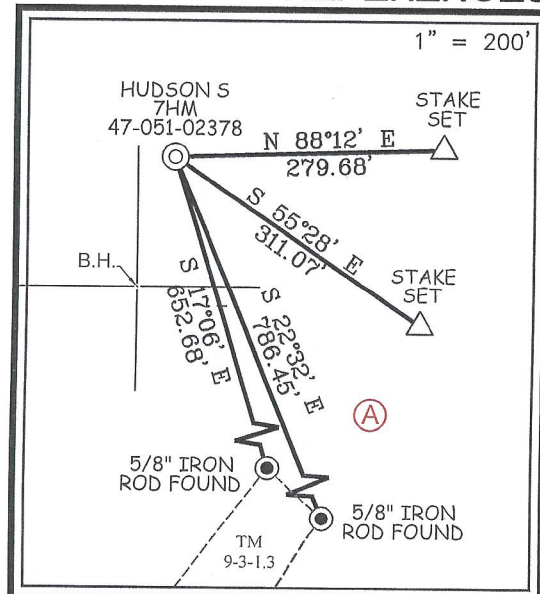 1" = 200'
HUDSON S
7HM
47-051-02378
STAKE
SET
N 88°12' E
279.68'
S 55°28' E
311.07'
B.H.
STAKE
SET
S 17°06' E
652.68'
S 22°32' E
786.45'
A
5/8" IRON
ROD FOUND
5/8" IRON
ROD FOUND
TM
9-3-1.3